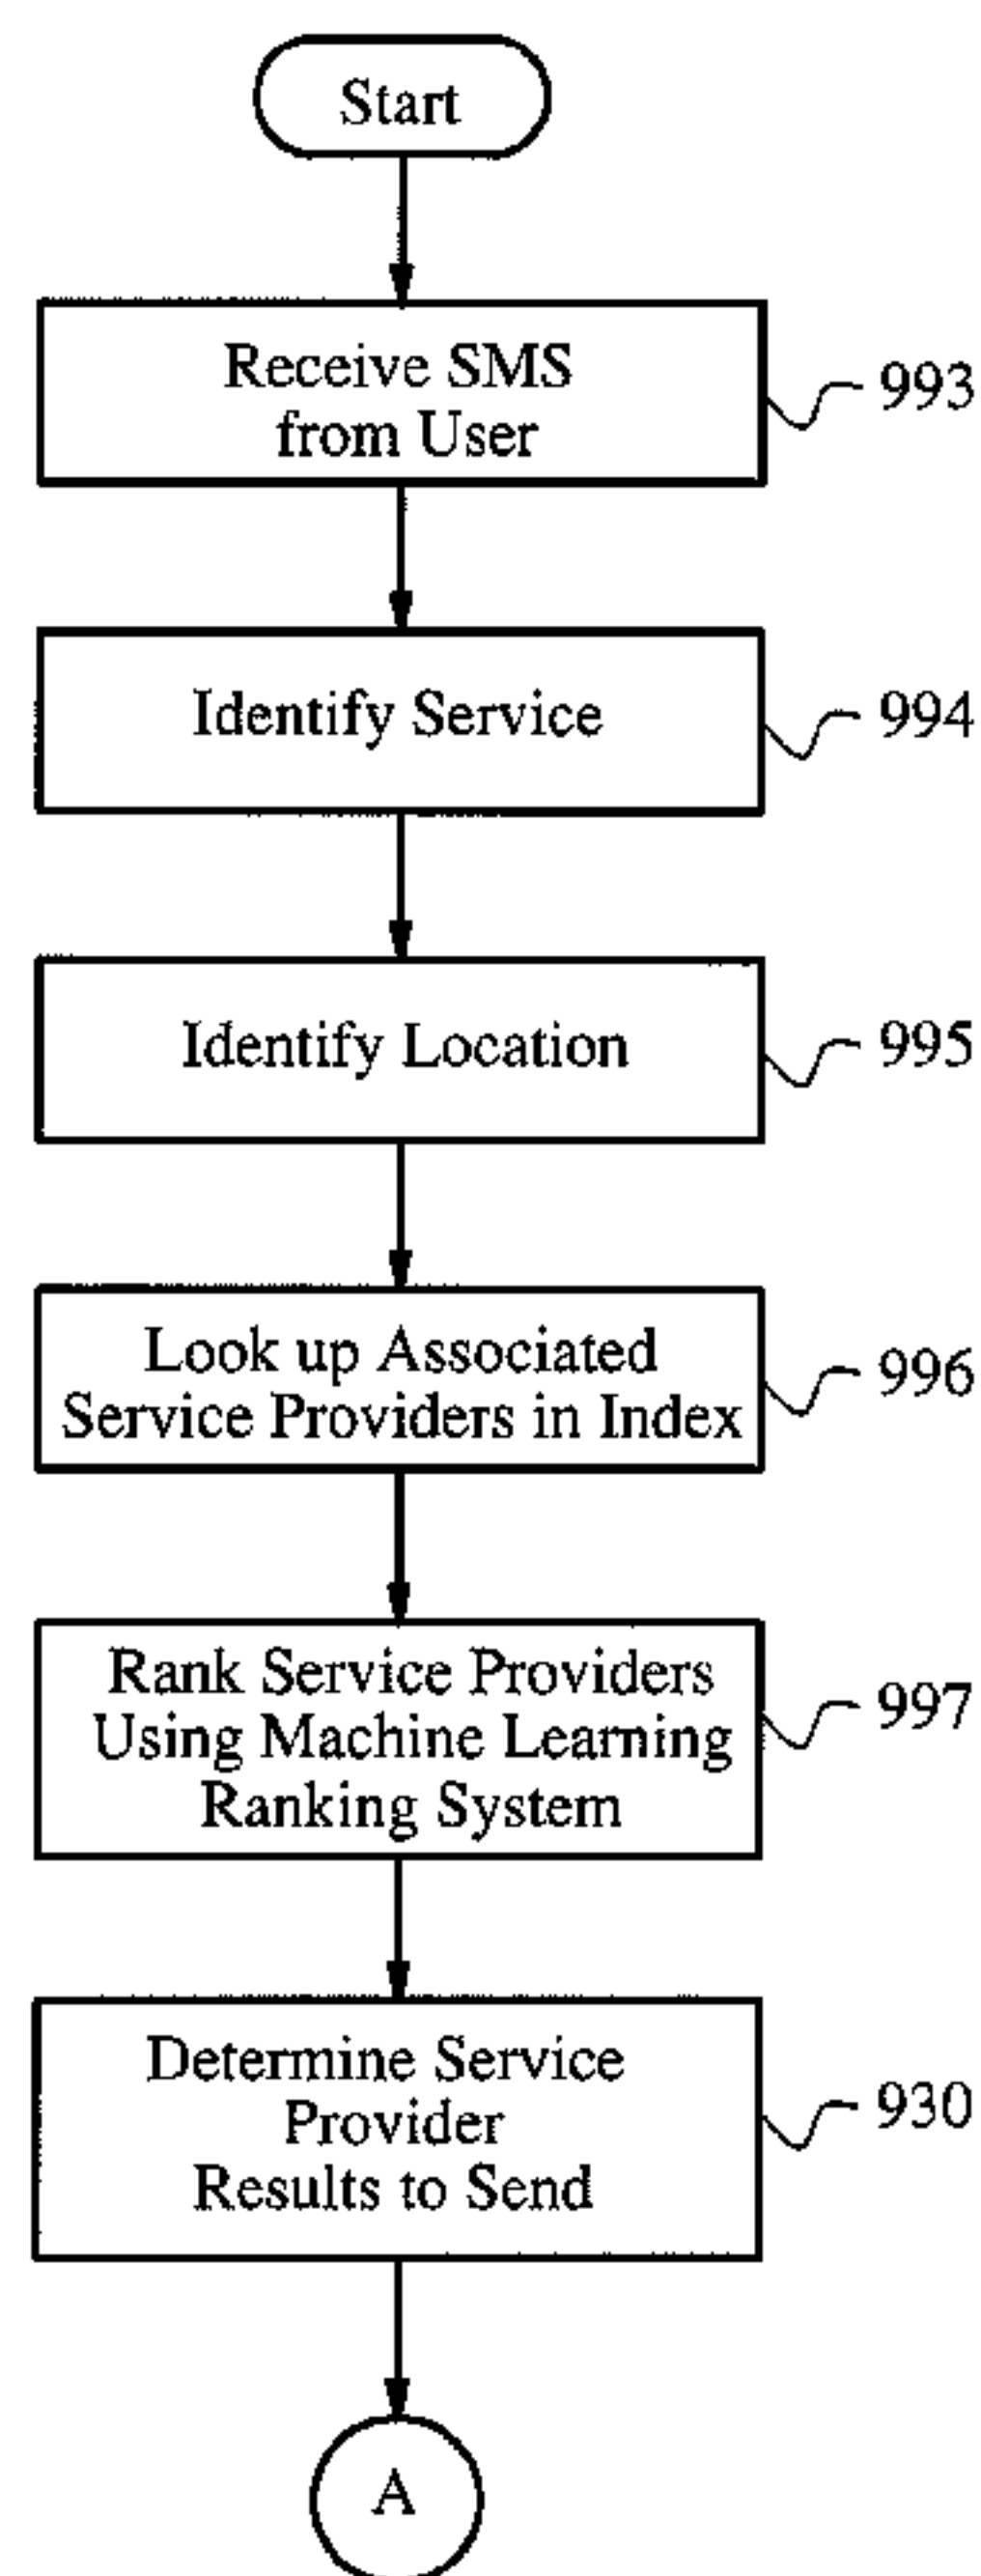 Start
Receive SMS
from User
993
Identify Service
994
Identify Location
995
Look up Associated
Service Providers in Index
996
Rank Service Providers
Using Machine Learning
Ranking System
997
Determine Service
Provider
Results to Send
930
A